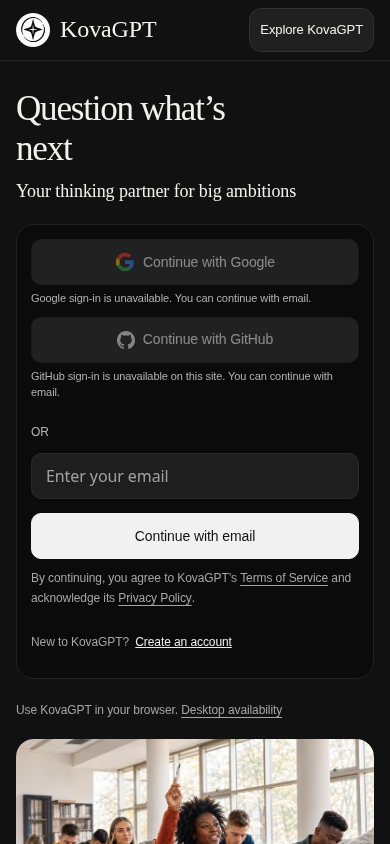 KovaGPT
Explore KovaGPT
Question what’s
next
Your thinking partner for big ambitions
Continue with Google
Google sign-in is unavailable. You can continue with email.
Continue with GitHub
GitHub sign-in is unavailable on this site. You can continue with
email.
OR
Enter your email
Continue with email
By continuing, you agree to KovaGPT’s Terms of Service and
acknowledge its Privacy Policy.
New to KovaGPT? Create an account
Use KovaGPT in your browser. Desktop availability